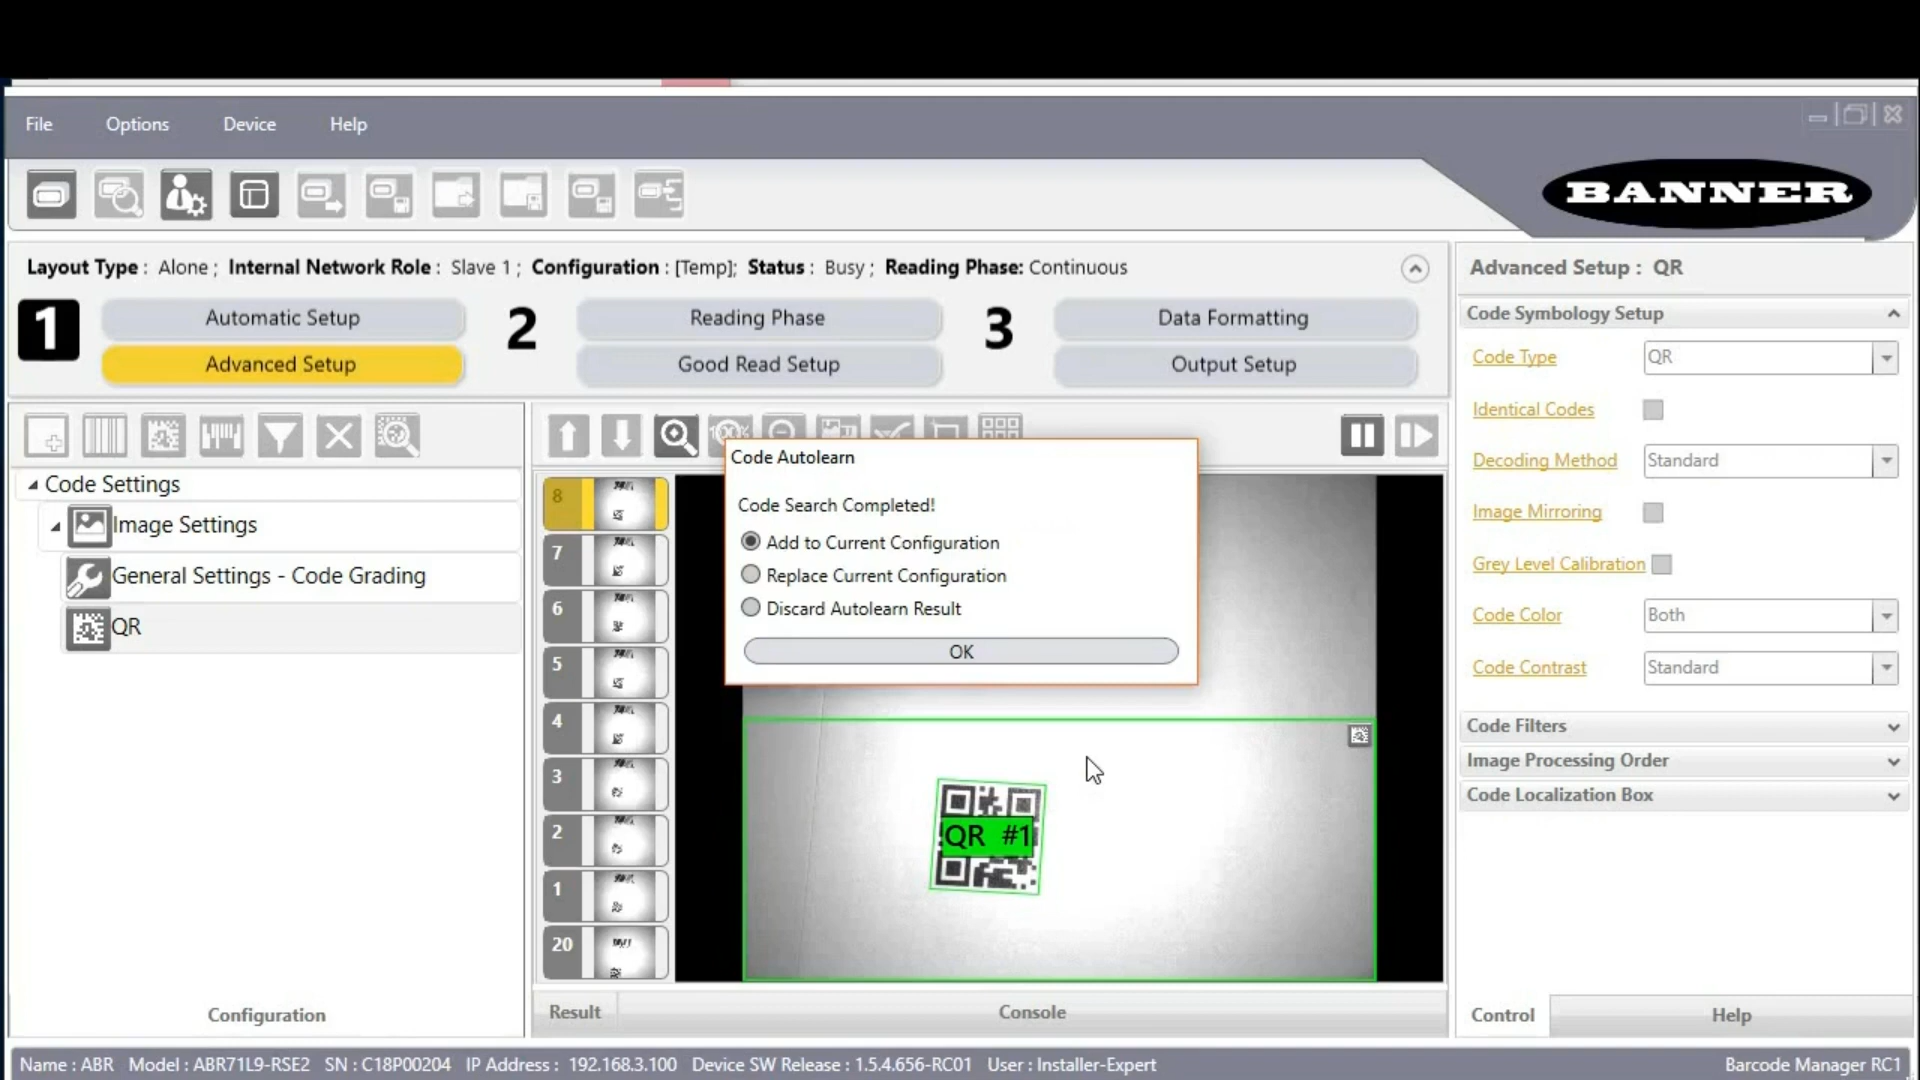 File Options Device Help
BANNER
Layout Type : Alone ; Internal Network Role : Slave 1 ; Configuration : [Temp]; Status : Busy ; Reading Phase: Continuous
1 Automatic Setup 2 Reading Phase 3 Data Formatting
Advanced Setup Good Read Setup Output Setup
Code Settings
Image Settings
General Settings - Code Grading
QR
Configuration
8
7
6
5
4
3
2
1
20
Code Autolearn
Code Search Completed!
Add to Current Configuration
Replace Current Configuration
Discard Autolearn Result
OK
QR #1
Result Console
Advanced Setup : QR
Code Symbology Setup
Code Type QR
Identical Codes
Decoding Method Standard
Image Mirroring
Grey Level Calibration
Code Color Both
Code Contrast Standard
Code Filters
Image Processing Order
Code Localization Box
Control Help
Name : ABR Model : ABR71L9-RSE2 SN : C18P00204 IP Address : 192.168.3.100 Device SW Release : 1.5.4.656-RC01 User : Installer-Expert Barcode Manager RC1